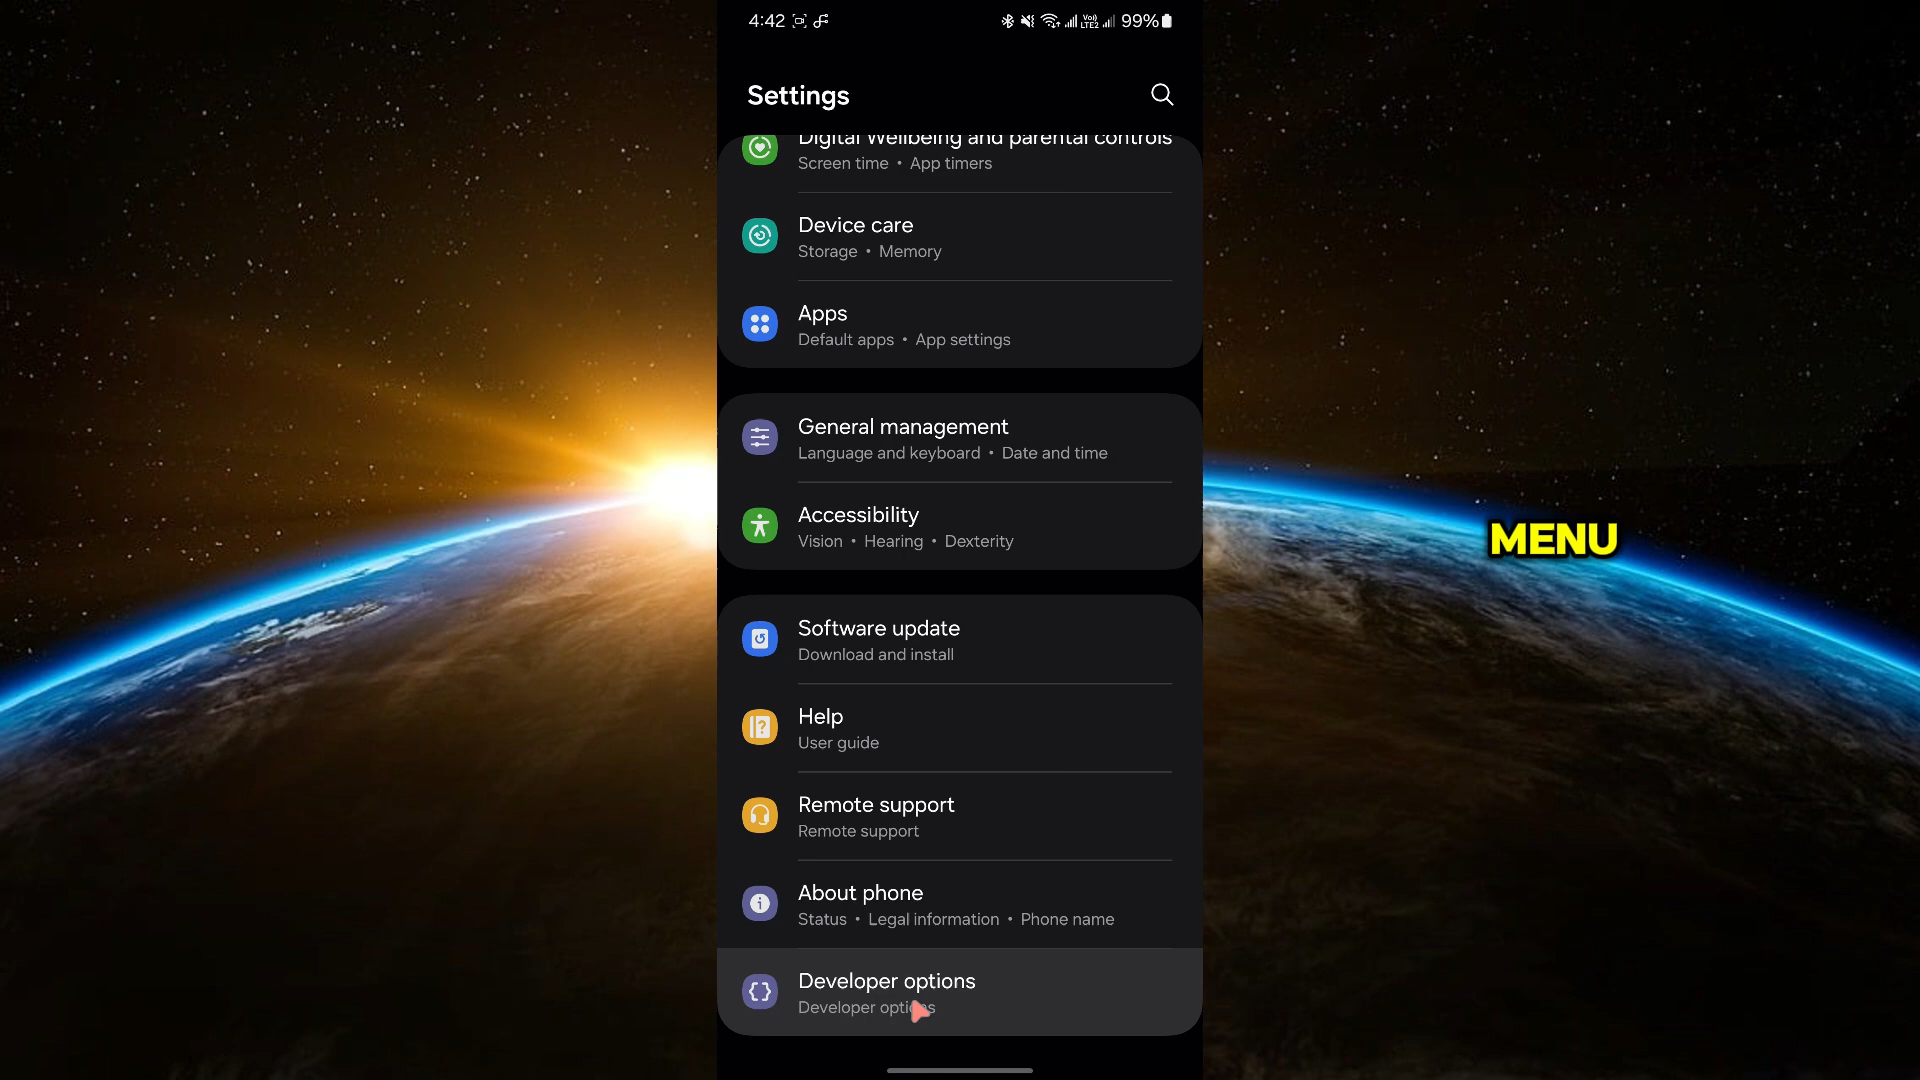 4:42
Vo)) LTE2 99%
Settings
Digital Wellbeing and parental controls
Screen time • App timers
Device care
Storage • Memory
Apps
Default apps • App settings
General management
Language and keyboard • Date and time
Accessibility
Vision • Hearing • Dexterity
MENU
Software update
Download and install
Help
User guide
Remote support
Remote support
About phone
Status • Legal information • Phone name
Developer options
Developer options